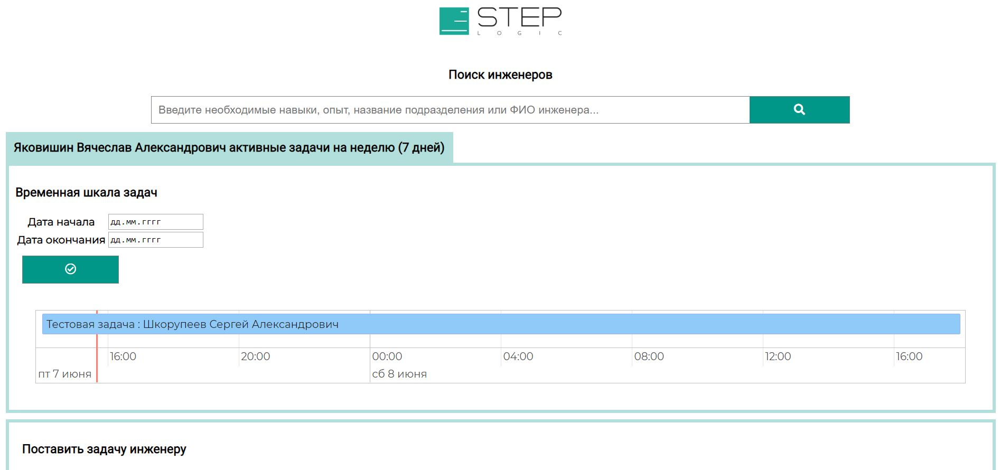 STEP
LOGIC
Поиск инженеров
Введите необходимые навыки, опыт, название подразделения или ФИО инженера...
Яковишин Вячеслав Александрович активные задачи на неделю (7 дней)
Временная шкала задач
Дата начала дд.мм.гггг
Дата окончания дд.мм.гггг
Тестовая задача : Шкорупеев Сергей Александрович
16:00 20:00 00:00 04:00 08:00 12:00 16:00
пт 7 июня сб 8 июня
Поставить задачу инженеру